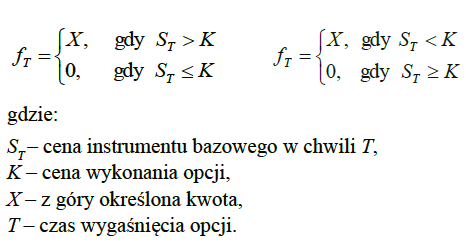 f_T = { X, gdy S_T > K    f_T = { X, gdy S_T < K
0, gdy S_T ≤ K    0, gdy S_T ≥ K
gdzie:
S_T – cena instrumentu bazowego w chwili T,
K – cena wykonania opcji,
X – z góry określona kwota,
T – czas wygaśnięcia opcji.